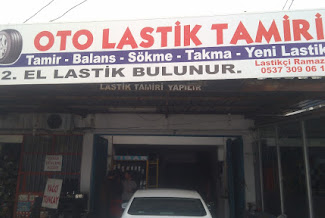 OTO LASTİK TAMİRİ
Tamir - Balans - Sökme - Takma - Yeni Lastik
2. EL LASTİK BULUNUR.
Lastikçi Ramaz
0537 309 06 1
LASTİK TAMİRİ YAPILIR